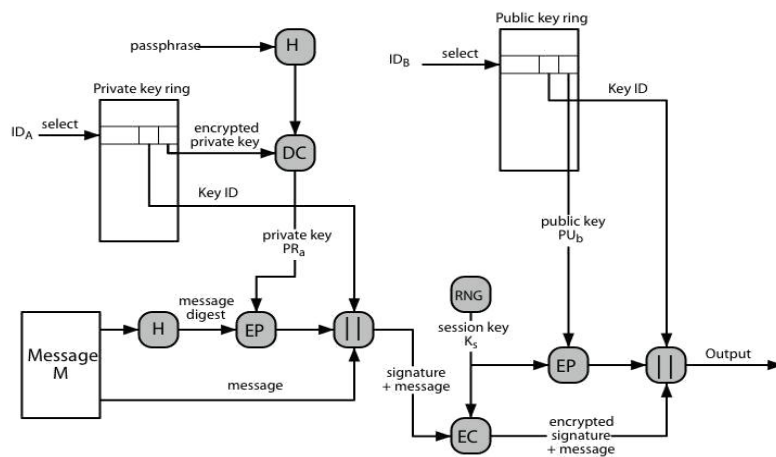 Public key ring
passphrase
H
ID_B
select
Key ID
Private key ring
ID_A
select
encrypted
private key
DC
Key ID
private key
PR_a
public key
PU_b
RNG
session key
K_s
Message
M
H
message
digest
EP
||
message
signature
+ message
EP
||
Output
EC
encrypted
signature
+ message